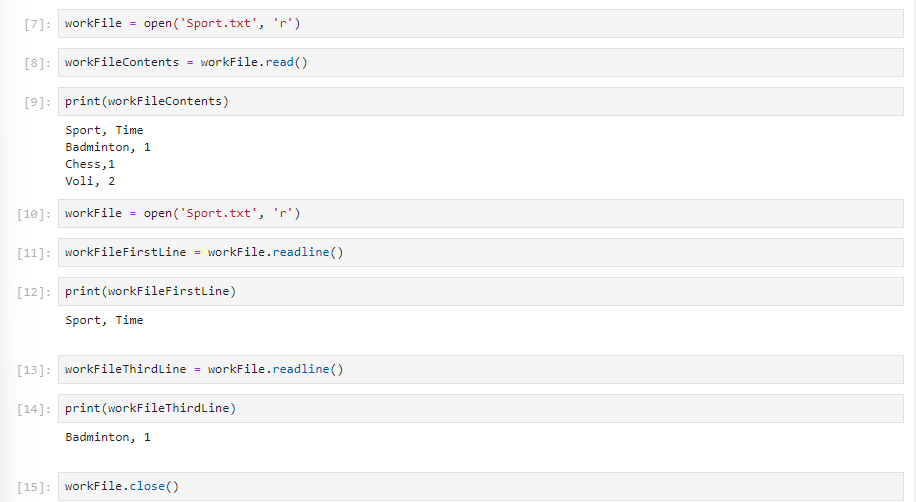 [7]: workFile = open('Sport.txt', 'r')
[8]: workFileContents = workFile.read()
[9]: print(workFileContents)
Sport, Time
Badminton, 1
Chess,1
Voli, 2
[10]: workFile = open('Sport.txt', 'r')
[11]: workFileFirstLine = workFile.readline()
[12]: print(workFileFirstLine)
Sport, Time
[13]: workFileThirdLine = workFile.readline()
[14]: print(workFileThirdLine)
Badminton, 1
[15]: workFile.close()